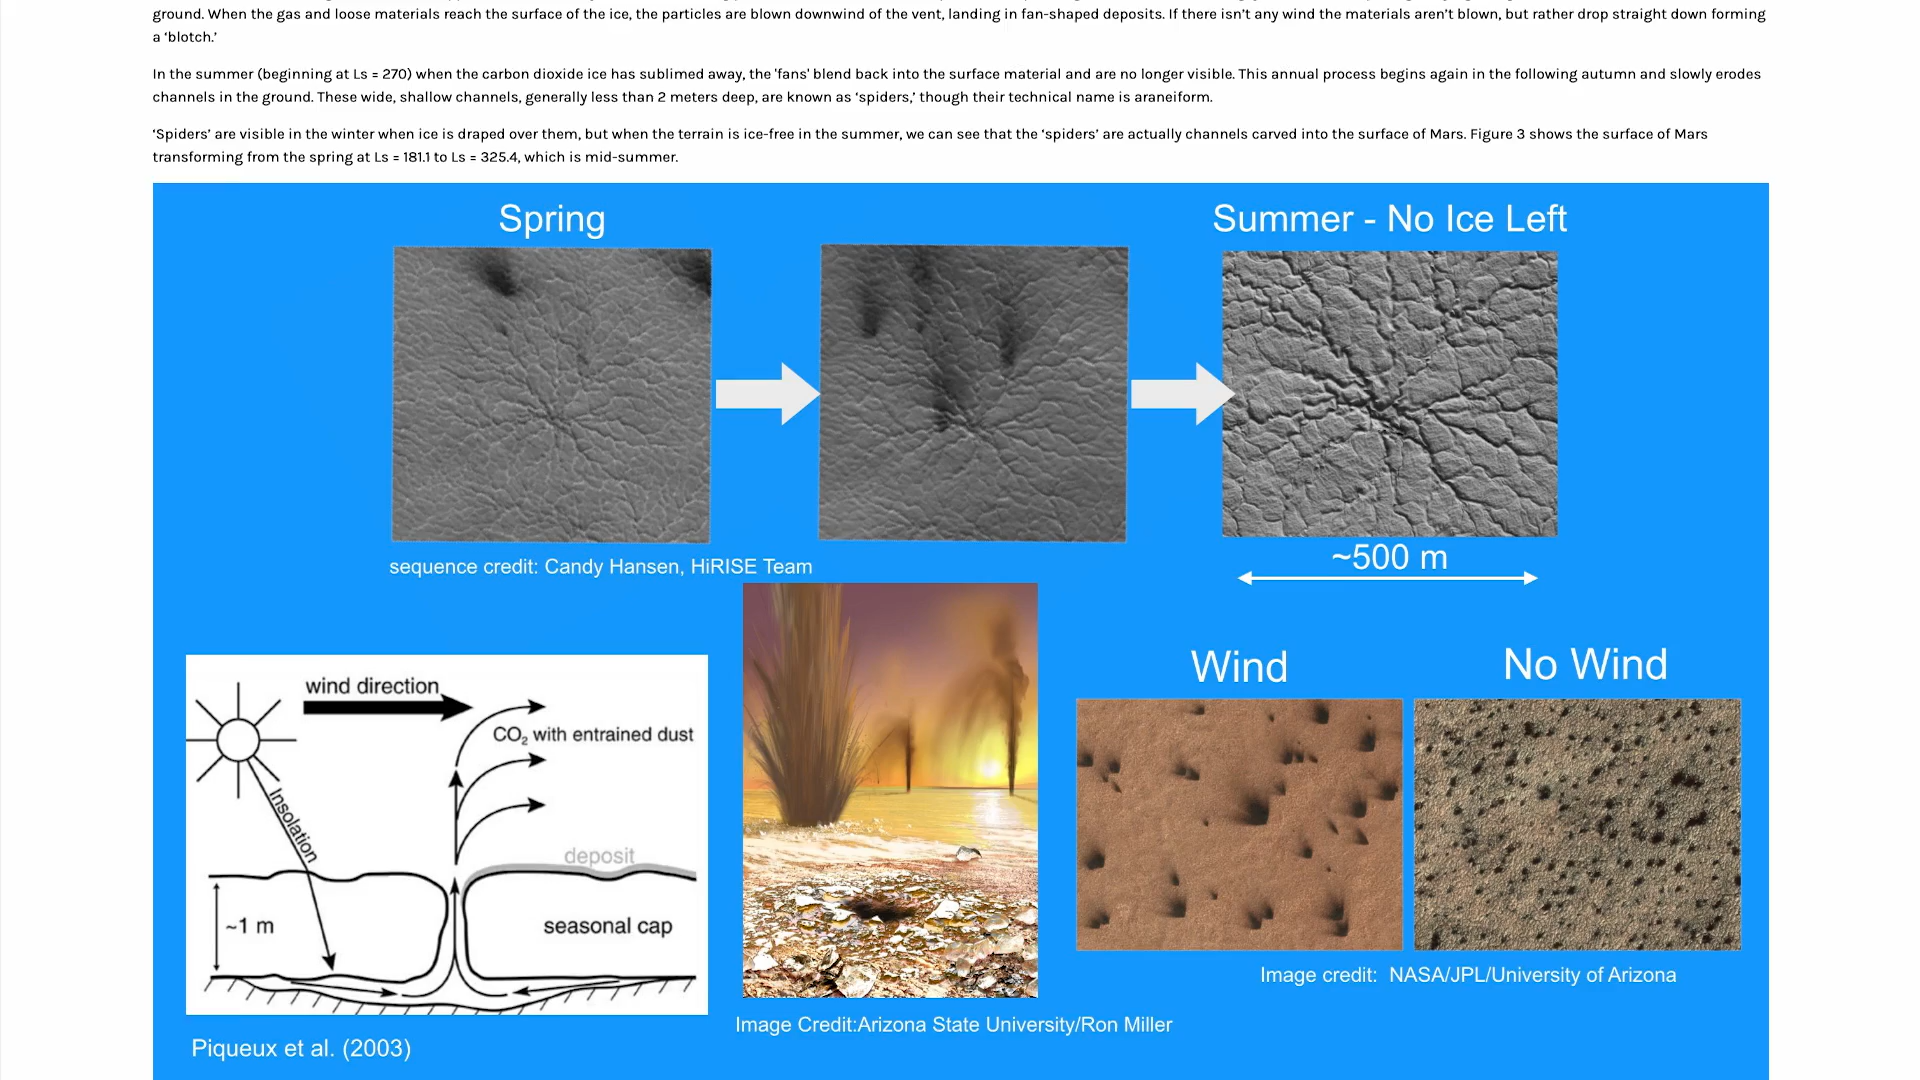 ground. When the gas and loose materials reach the surface of the ice, the particles are blown downwind of the vent, landing in fan-shaped deposits. If there isn’t any wind the materials aren’t blown, but rather drop straight down forming
a ‘blotch.’
In the summer (beginning at Ls = 270) when the carbon dioxide ice has sublimed away, the 'fans' blend back into the surface material and are no longer visible. This annual process begins again in the following autumn and slowly erodes
channels in the ground. These wide, shallow channels, generally less than 2 meters deep, are known as ‘spiders,’ though their technical name is araneiform.
‘Spiders’ are visible in the winter when ice is draped over them, but when the terrain is ice-free in the summer, we can see that the ‘spiders’ are actually channels carved into the surface of Mars. Figure 3 shows the surface of Mars
transforming from the spring at Ls = 181.1 to Ls = 325.4, which is mid-summer.
Spring
Summer - No Ice Left
sequence credit: Candy Hansen, HiRISE Team
~500 m
wind direction
CO₂ with entrained dust
Insolation
deposit
~1 m
seasonal cap
Piqueux et al. (2003)
Image Credit:Arizona State University/Ron Miller
Wind
No Wind
Image credit: NASA/JPL/University of Arizona